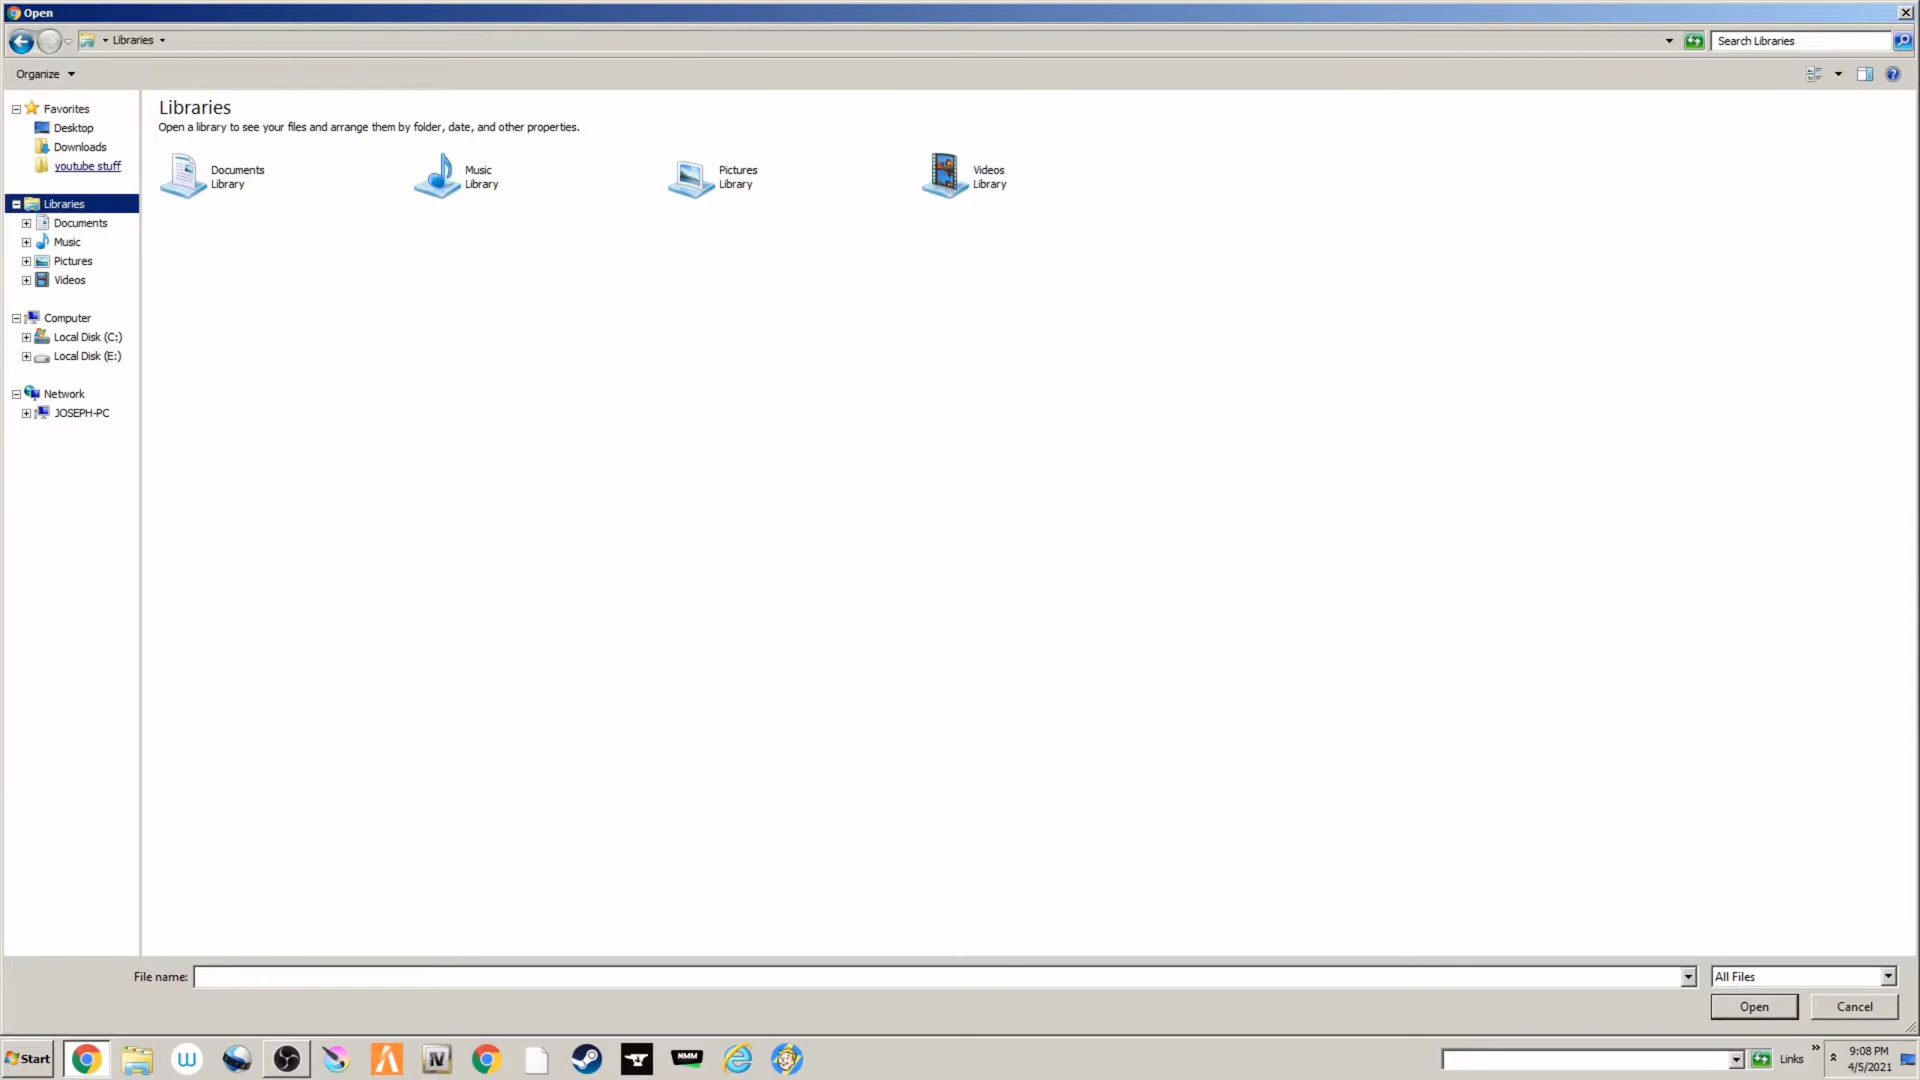 Open
Libraries
Search Libraries
Organize
Favorites
Desktop
Downloads
youtube stuff
Libraries
Documents
Music
Pictures
Videos
Computer
Local Disk (C:)
Local Disk (E:)
Network
JOSEPH-PC
Libraries
Open a library to see your files and arrange them by folder, date, and other properties.
Documents
Library
Music
Library
Pictures
Library
Videos
Library
File name:
All Files
Open
Cancel
Start
W
IV
NMM
Links
9:08 PM
4/5/2021